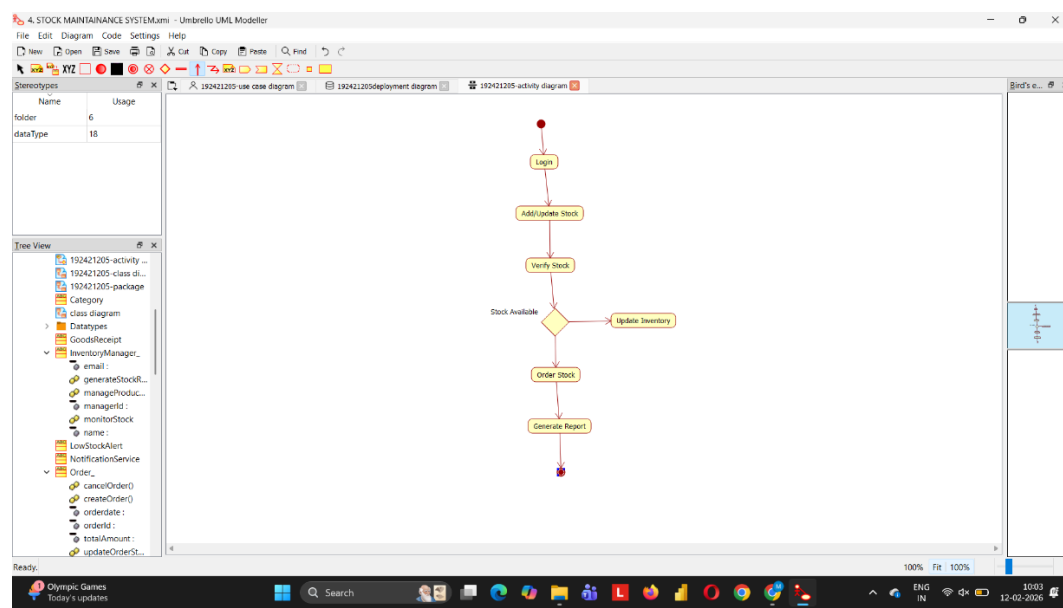 4. STOCK MAINTAINANCE SYSTEM.xmi - Umbrello UML Modeller
File Edit Diagram Code Settings Help
New Open Save Cut Copy Paste Find
XYZ
Stereotypes
Name Usage
folder 6
dataType 18
192421205-use case diagram 192421205deployment diagram 192421205-activity diagram
Bird's e...
Login
Add/Update Stock
Verify Stock
Stock Available
Update Inventory
Order Stock
Generate Report
Tree View
192421205-activity ...
192421205-class di...
192421205-package
Category
class diagram
Datatypes
GoodsReceipt
InventoryManager_
email :
generateStockR...
manageProduc...
managerId :
monitorStock
name :
LowStockAlert
NotificationService
Order_
cancelOrder()
createOrder()
orderdate :
orderId :
totalAmount :
updateOrderSt...
Ready.
100% Fit 100%
1
Olympic Games
Today's updates
Search
L
ENG
IN
10:03
12-02-2026